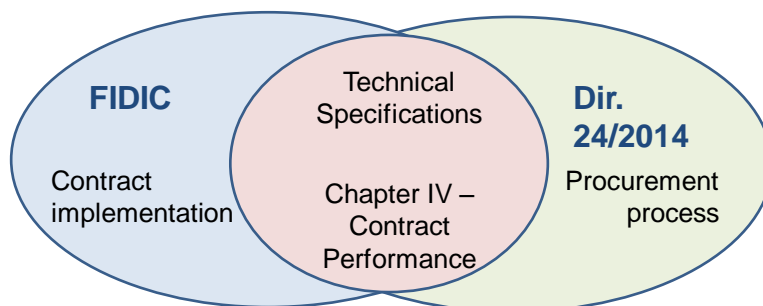 FIDIC
Contract
implementation
Technical
Specifications
Chapter IV –
Contract
Performance
Dir.
24/2014
Procurement
process